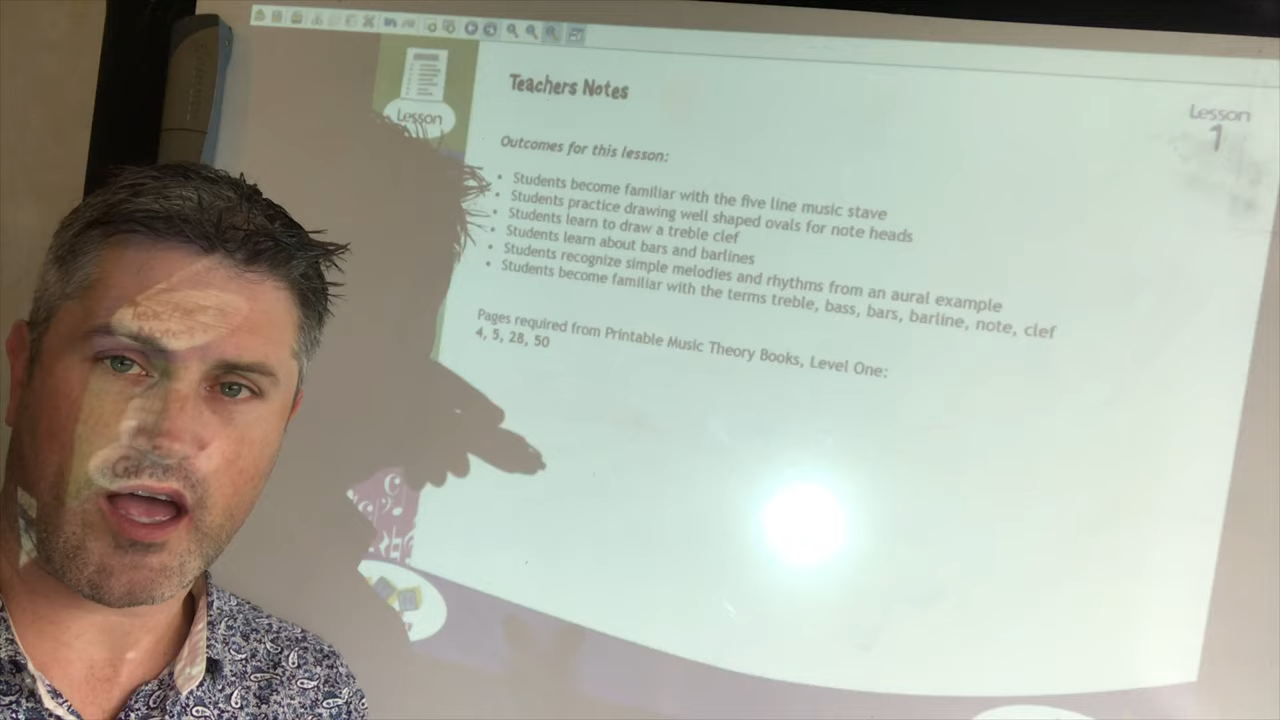 Lesson
Teachers Notes
Lesson
1
Outcomes for this lesson:
• Students become familiar with the five line music stave
• Students practice drawing well shaped ovals for note heads
• Students learn to draw a treble clef
• Students learn about bars and barlines
• Students recognize simple melodies and rhythms from an aural example
• Students become familiar with the terms treble, bass, bars, barline, note, clef
Pages required from Printable Music Theory Books, Level One:
4, 5, 28, 50